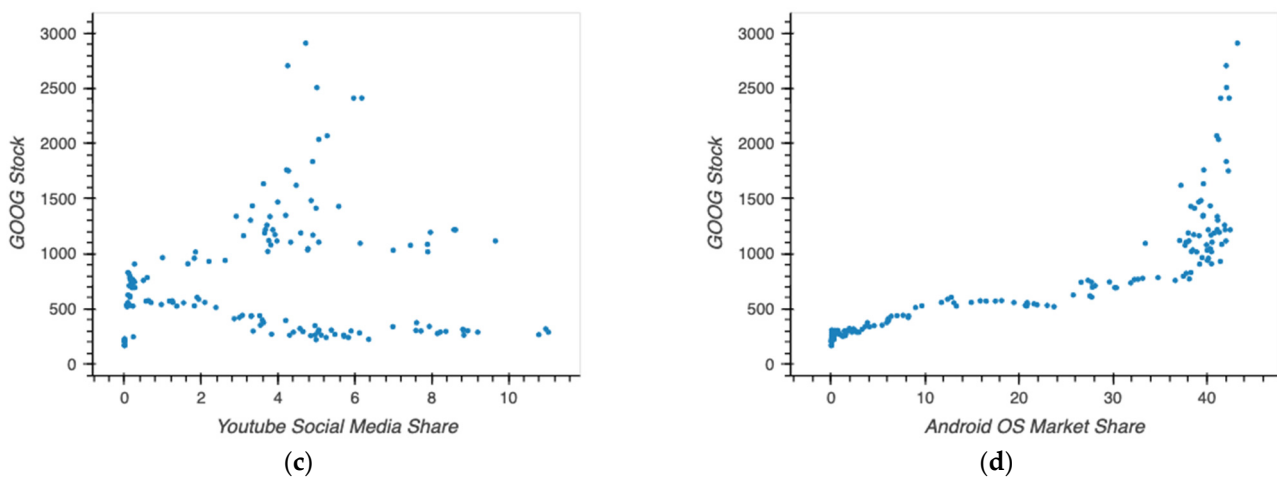 3000
2500
2000
1500
1000
500
0
GOOG Stock
0 2 4 6 8 10
Youtube Social Media Share
(c)
3000
2500
2000
1500
1000
500
0
GOOG Stock
0 10 20 30 40
Android OS Market Share
(d)